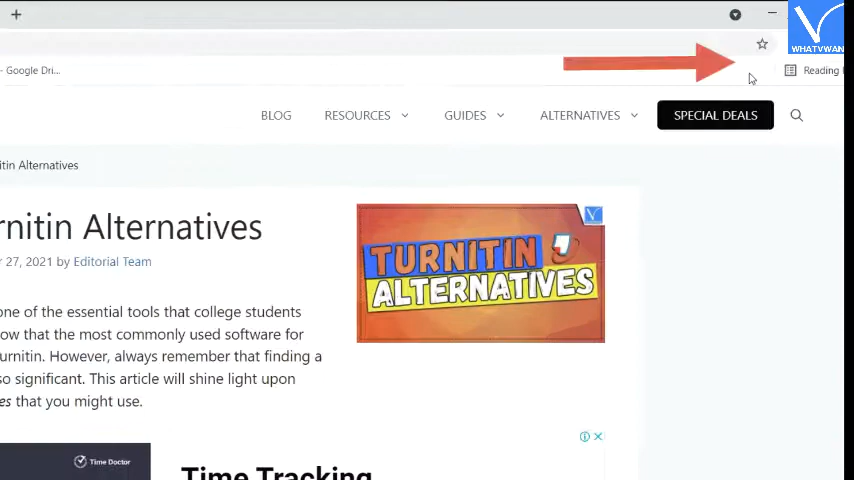 WHATVWAN
- Google Dri...
Reading
BLOG RESOURCES GUIDES ALTERNATIVES SPECIAL DEALS
itin Alternatives
rnitin Alternatives
r 27, 2021 by Editorial Team
TURNITIN
ALTERNATIVES
one of the essential tools that college students
ow that the most commonly used software for
urnitin. However, always remember that finding a
so significant. This article will shine light upon
es that you might use.
Time Doctor
Time Tracking